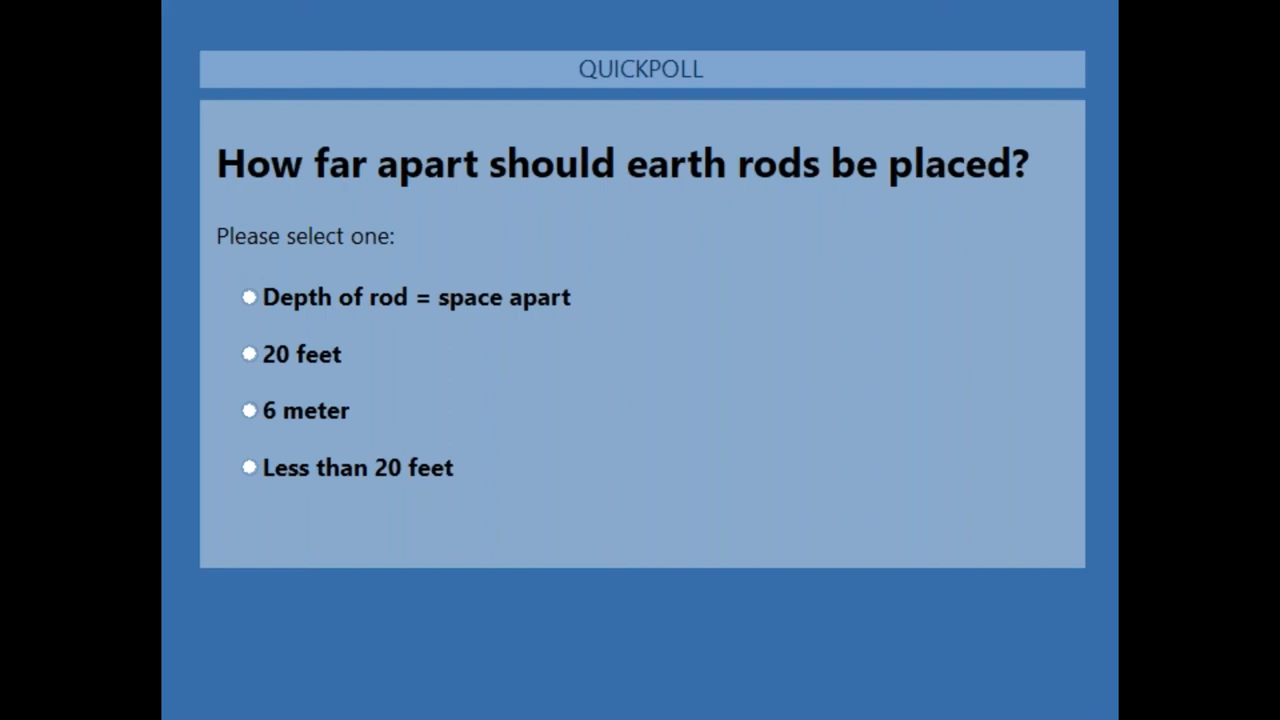 QUICKPOLL
How far apart should earth rods be placed?
Please select one:
Depth of rod = space apart
20 feet
6 meter
Less than 20 feet